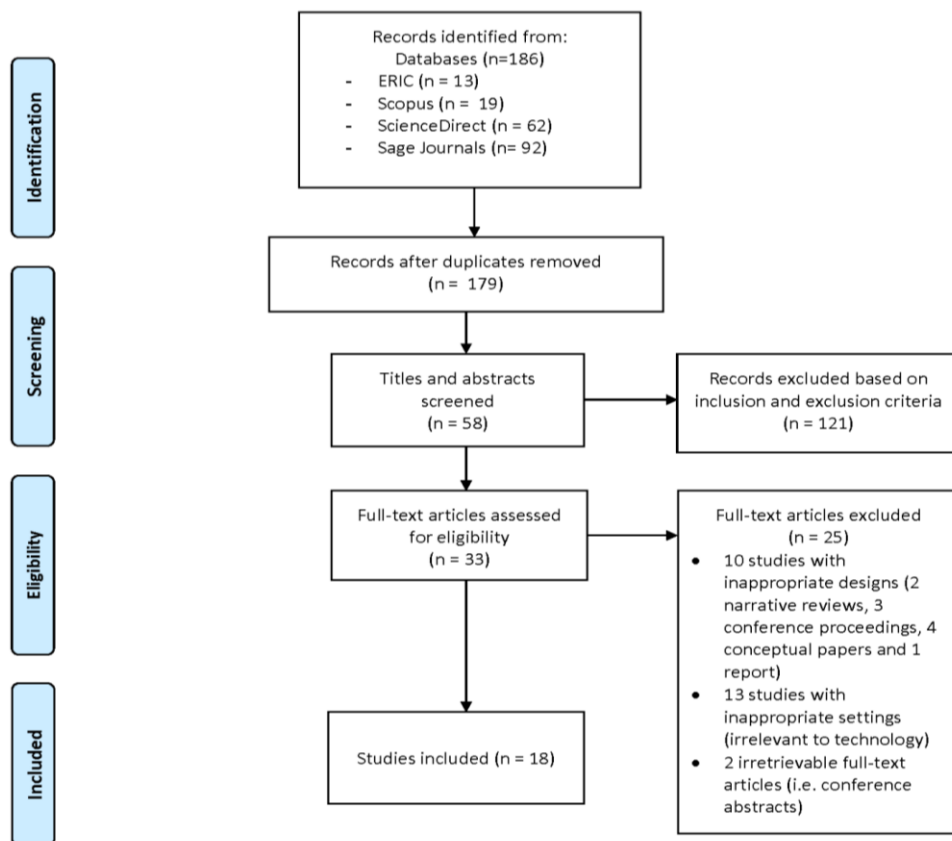 Identification
Records identified from:
Databases (n=186)
- ERIC (n = 13)
- Scopus (n = 19)
- ScienceDirect (n = 62)
- Sage Journals (n= 92)
Records after duplicates removed
(n = 179)
Screening
Titles and abstracts
screened
(n = 58)
Records excluded based on
inclusion and exclusion criteria
(n = 121)
Eligibility
Full-text articles assessed
for eligibility
(n = 33)
Full-text articles excluded
(n = 25)
• 10 studies with
inappropriate designs (2
narrative reviews, 3
conference proceedings, 4
conceptual papers and 1
report)
• 13 studies with
inappropriate settings
(irrelevant to technology)
• 2 irretrievable full-text
articles (i.e. conference
abstracts)
Included
Studies included (n = 18)